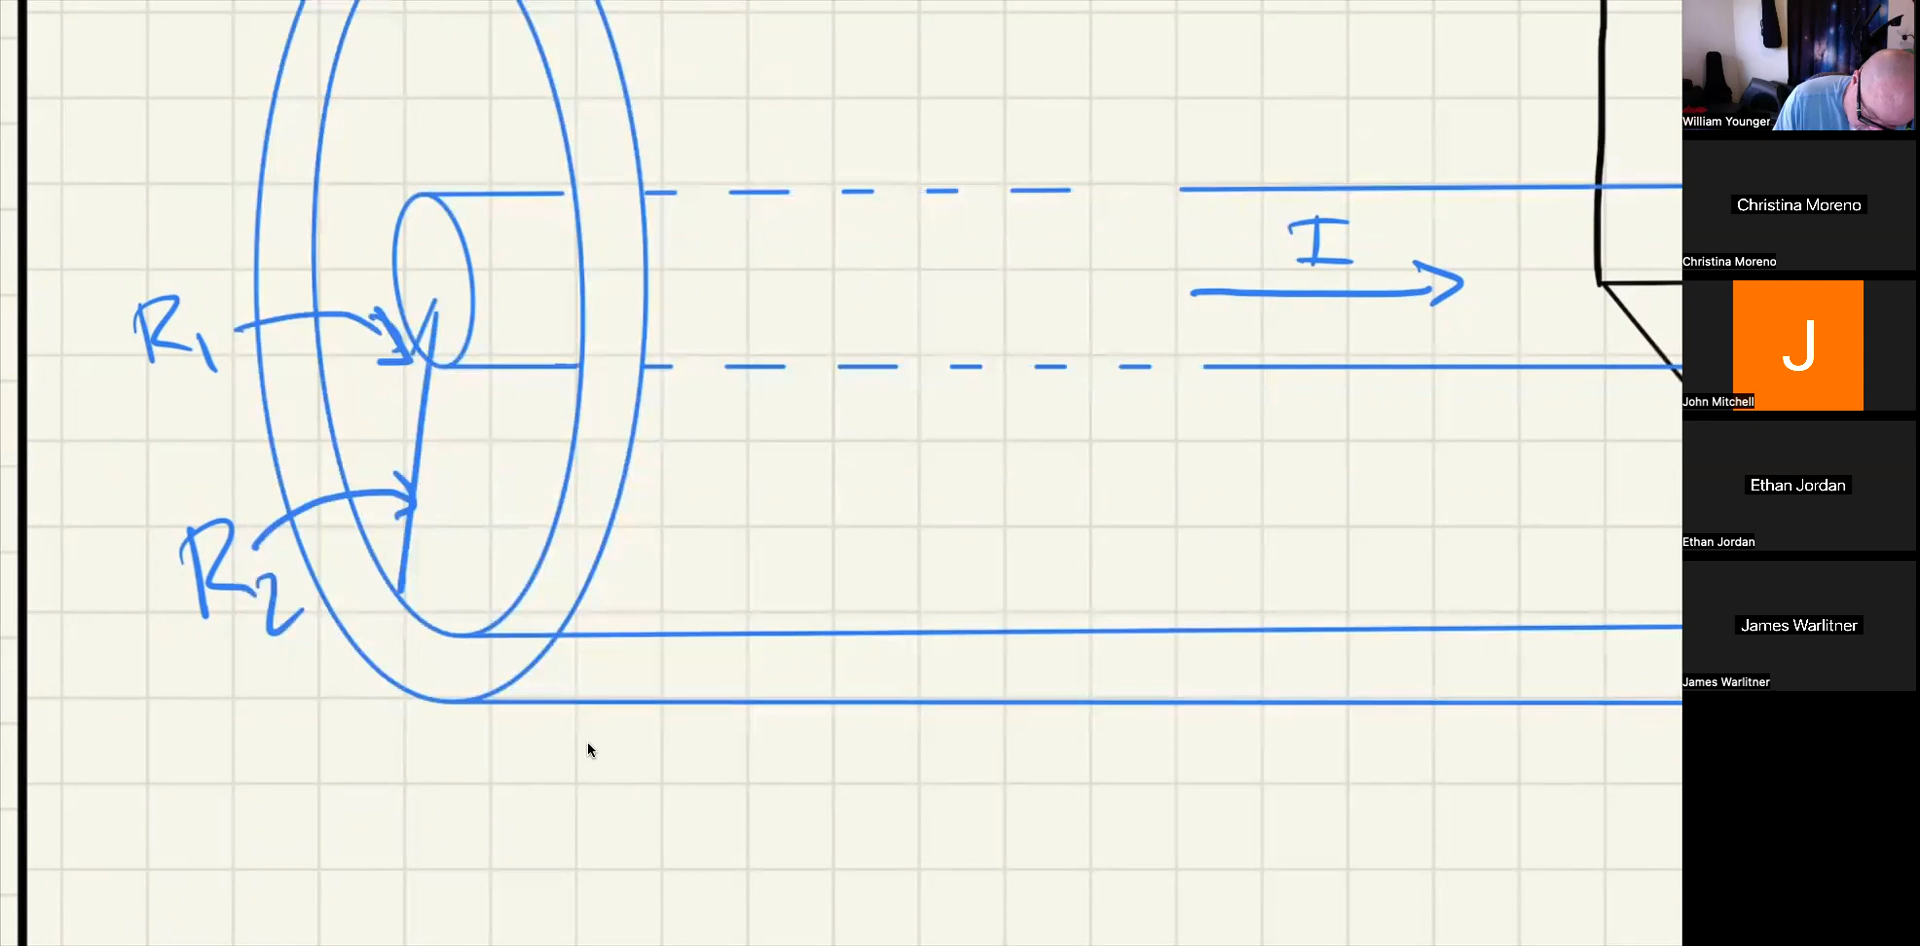 I
R1
R2
William Younger
Christina Moreno
Christina Moreno
J
John Mitchell
Ethan Jordan
Ethan Jordan
James Warlitner
James Warlitner